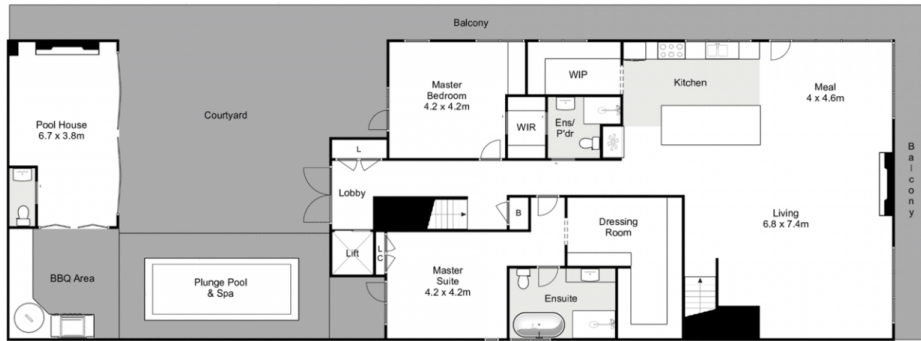 Balcony
Pool House
6.7 x 3.8m
Courtyard
Master
Bedroom
4.2 x 4.2m
WIP
WIR
Ens/
P'dr
Kitchen
Meal
4 x 4.6m
Balcony
L
Lobby
Lift
L
C
B
Dressing
Room
Living
6.8 x 7.4m
BBQ Area
Plunge Pool
& Spa
Master
Suite
4.2 x 4.2m
Ensuite